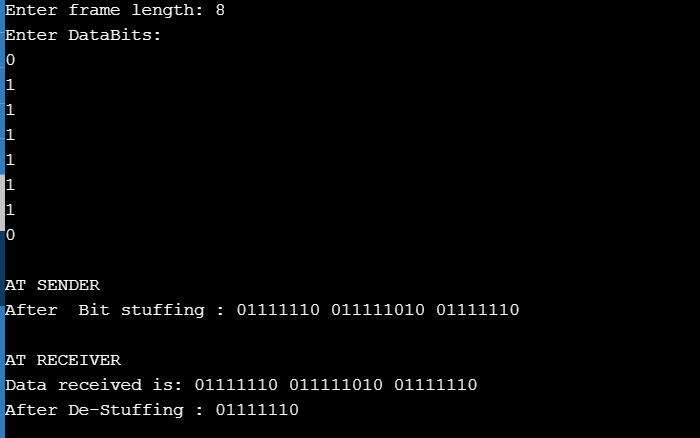 Enter frame length: 8
Enter DataBits:
0
1
1
1
1
1
1
0
AT SENDER
After  Bit stuffing : 01111110 011111010 01111110
AT RECEIVER
Data received is: 01111110 011111010 01111110
After De-Stuffing : 01111110